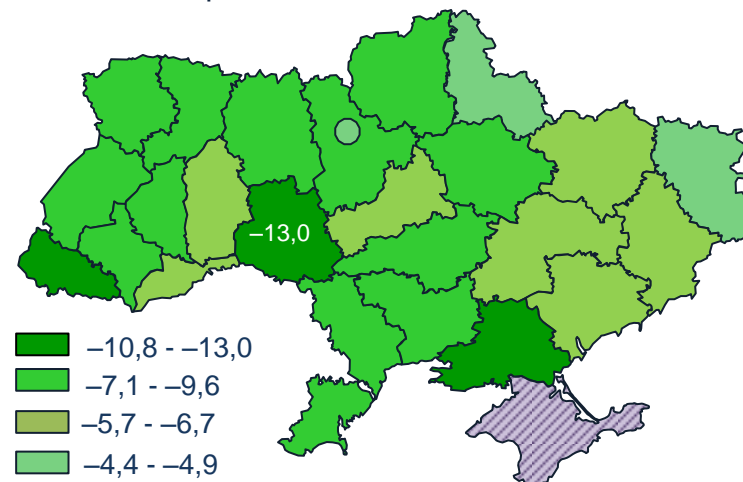 –13,0
–10,8 - –13,0
–7,1 - –9,6
–5,7 - –6,7
–4,4 - –4,9